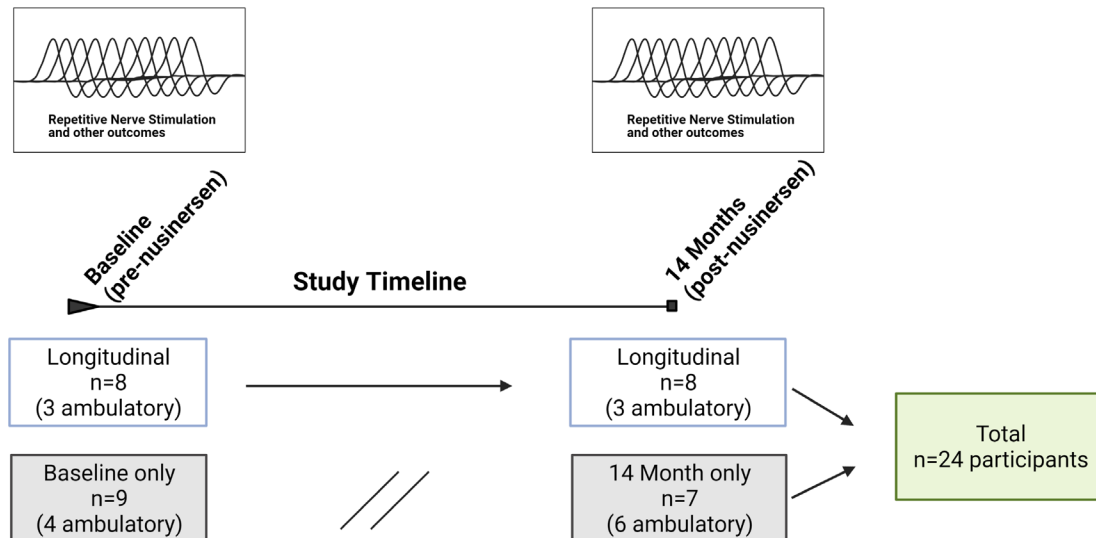 Repetitive Nerve Stimulation
and other outcomes
Repetitive Nerve Stimulation
and other outcomes
Baseline
(pre-nusinersen)
14 Months
(post-nusinersen)
Study Timeline
Longitudinal
n=8
(3 ambulatory)
Longitudinal
n=8
(3 ambulatory)
Baseline only
n=9
(4 ambulatory)
14 Month only
n=7
(6 ambulatory)
Total
n=24 participants